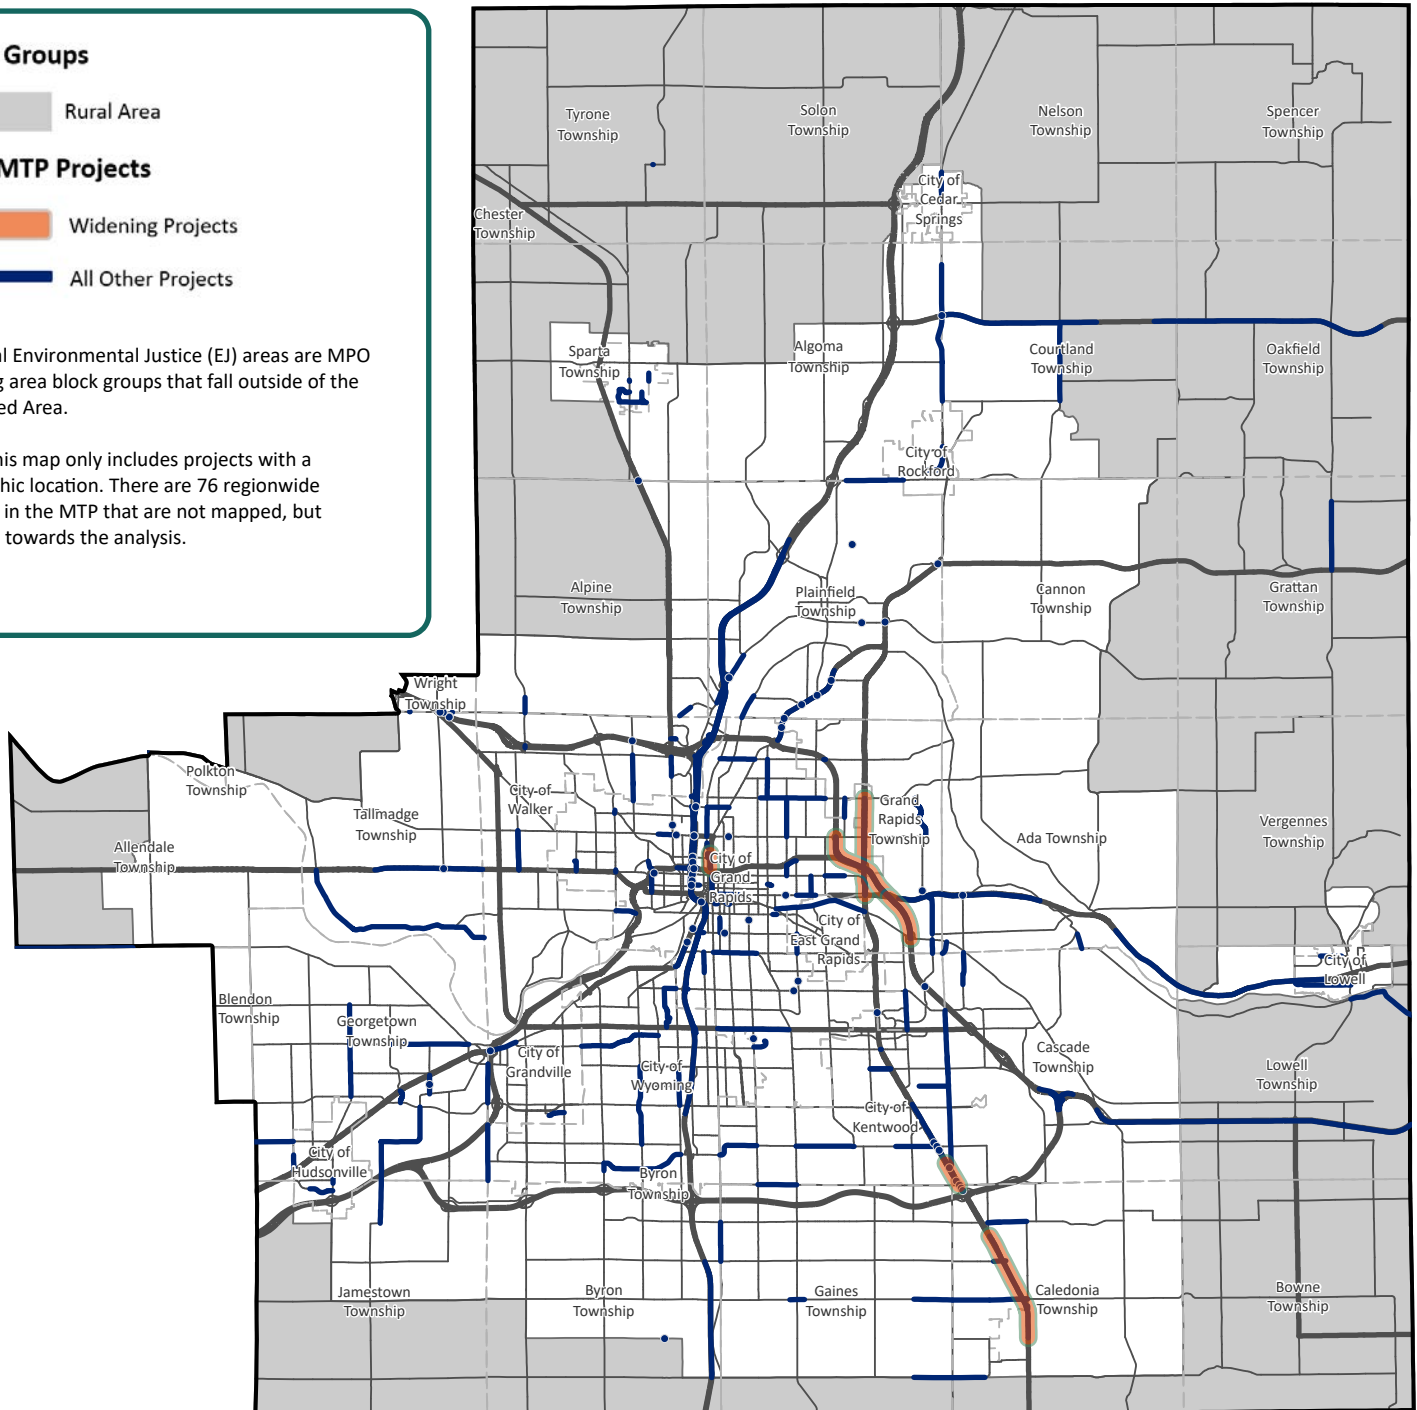 Groups
Rural Area
MTP Projects
Widening Projects
All Other Projects
l Environmental Justice (EJ) areas are MPO
g area block groups that fall outside of the
ed Area.
his map only includes projects with a
hic location. There are 76 regionwide
in the MTP that are not mapped, but
towards the analysis.
Tyrone
Township
Solon
Township
Nelson
Township
Spencer
Township
City of
Cedar
Springs
Chester
Township
Sparta
Township
Algoma
Township
Courtland
Township
Oakfield
Township
City of
Rockford
Alpine
Township
Plainfield
Township
Cannon
Township
Grattan
Township
Wright
Township
Polkton
Township
City of
Walker
Tallmadge
Township
Grand
Rapids
Township
Ada Township
Vergennes
Township
Allendale
Township
City of
Grand
Rapids
City of
East Grand
Rapids
City of
Lowell
Blendon
Township
Georgetown
Township
City of
Grandville
City of
Wyoming
Cascade
Township
Lowell
Township
City of
Kentwood
City of
Hudsonville
Byron
Township
Jamestown
Township
Byron
Township
Gaines
Township
Caledonia
Township
Bowne
Township